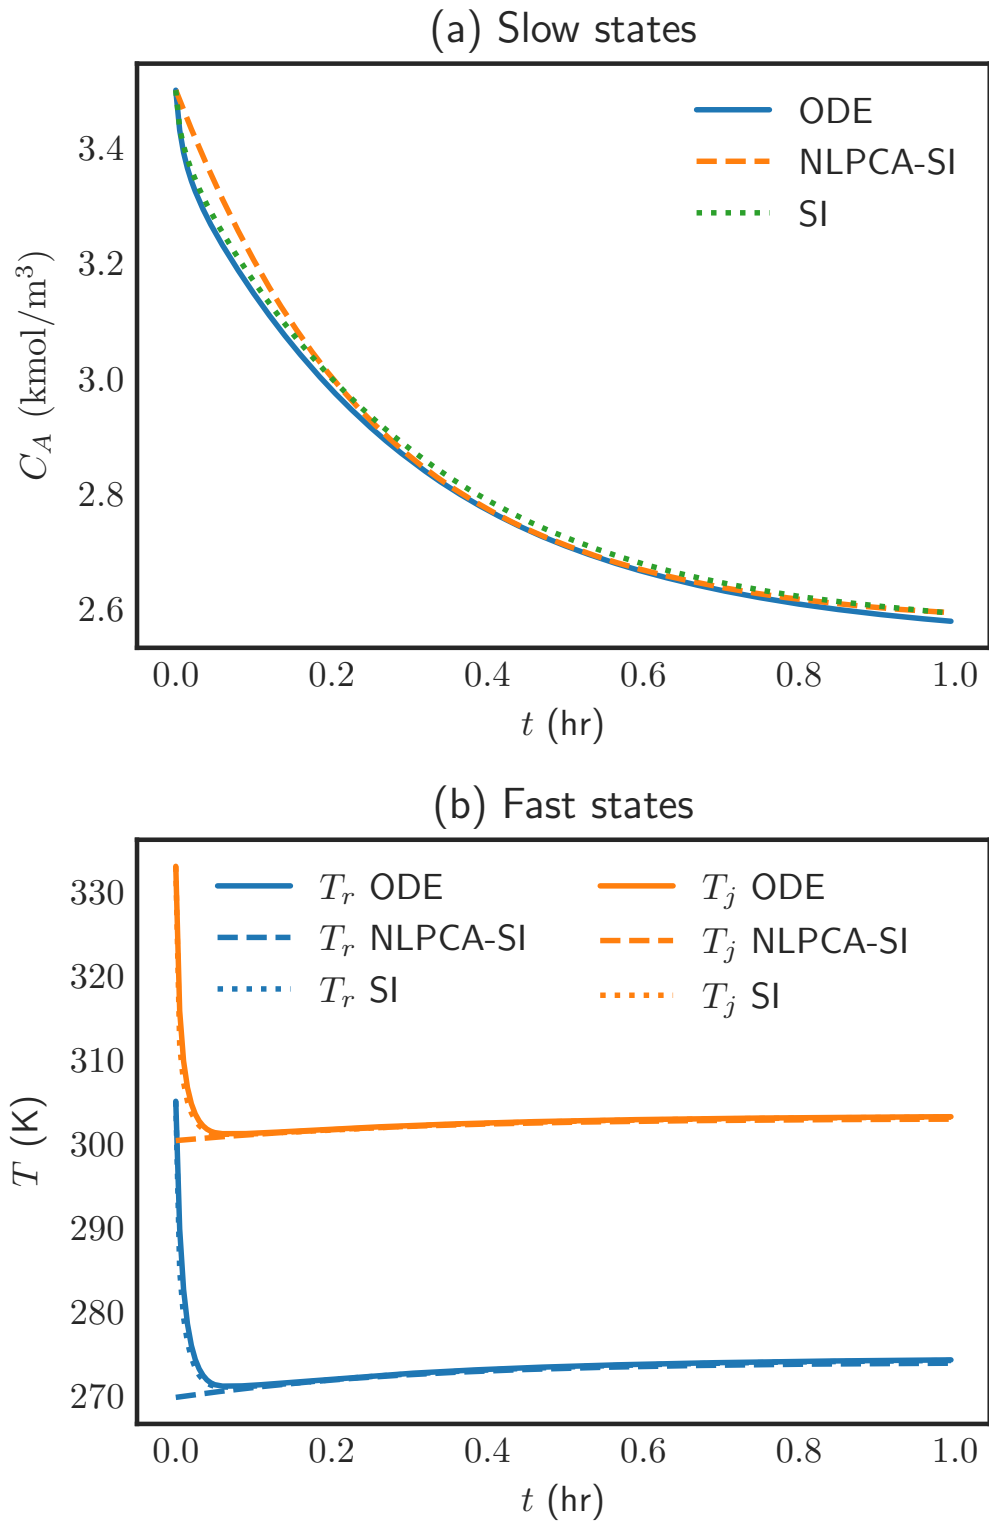 (a) Slow states
ODE
NLPCA-SI
SI
3.4
3.2
3.0
2.8
2.6
C_A (kmol/m³)
0.0 0.2 0.4 0.6 0.8 1.0
t (hr)
(b) Fast states
T_r ODE
T_r NLPCA-SI
T_r SI
T_j ODE
T_j NLPCA-SI
T_j SI
330
320
310
300
290
280
270
T (K)
0.0 0.2 0.4 0.6 0.8 1.0
t (hr)